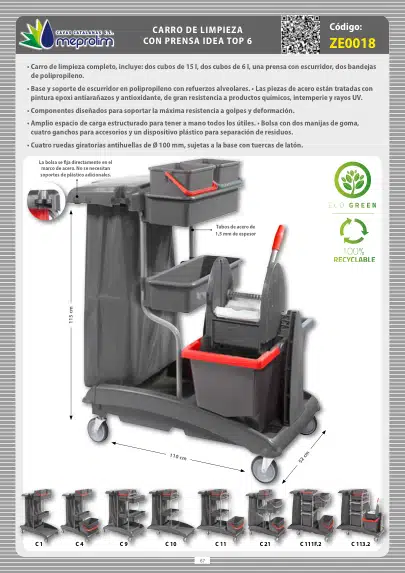 CAYAD CATALANAS S.L.
meprolim
CARRO DE LIMPIEZA
CON PRENSA IDEA TOP 6
Código:
ZE0018
• Carro de limpieza completo, incluye: dos cubos de 15 l, dos cubos de 6 l, una prensa con escurridor, dos bandejas
de polipropileno.
• Base y soporte de escurridor en polipropileno con refuerzos alveolares. • Las piezas de acero están tratadas con
pintura epoxi antiarañazos y antioxidante, de gran resistencia a productos químicos, intemperie y rayos UV.
• Componentes diseñados para soportar la máxima resistencia a golpes y deformación.
• Amplio espacio de carga estructurado para tener a mano todos los útiles. • Bolsa con dos manijas de goma,
cuatro ganchos para accesorios y un dispositivo plástico para separación de residuos.
• Cuatro ruedas giratorias antihuellas de Ø 100 mm, sujetas a la base con tuercas de latón.
La bolsa se fija directamente en el
marco de acero. No se necesitan
soportes de plástico adicionales.
Tubos de acero de
1,5 mm de espesor
ECO GREEN
100%
RECYCLABLE
115 cm
118 cm
52 cm
C 1
C 4
C 9
C 10
C 11
C 21
C 111F.2
C 113.2
67